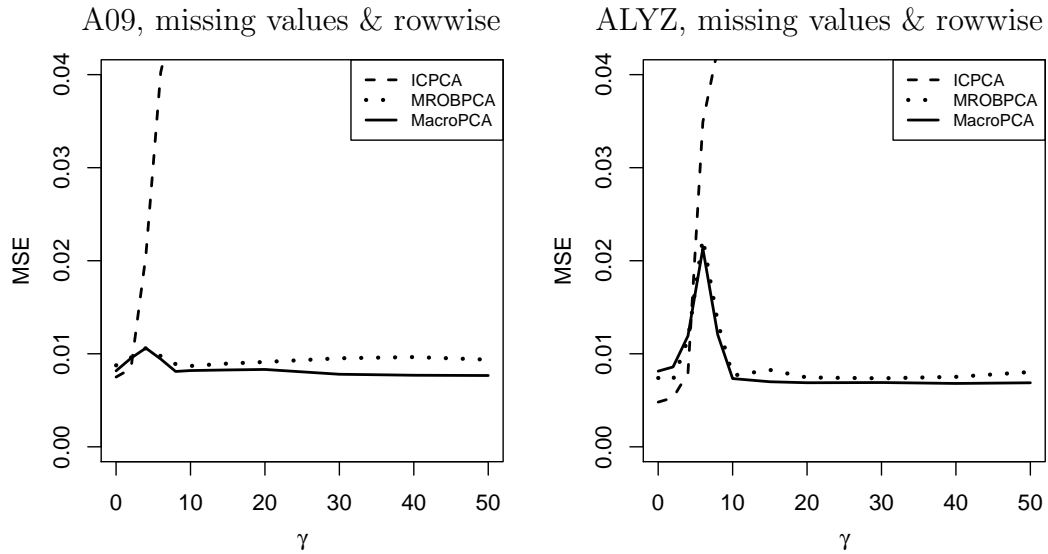 A09, missing values & rowwise
ICPCA
MROBPCA
MacroPCA
0.04
0.03
0.02
0.01
0.00
MSE
0 10 20 30 40 50
γ
ALYZ, missing values & rowwise
ICPCA
MROBPCA
MacroPCA
0.04
0.03
0.02
0.01
0.00
MSE
0 10 20 30 40 50
γ